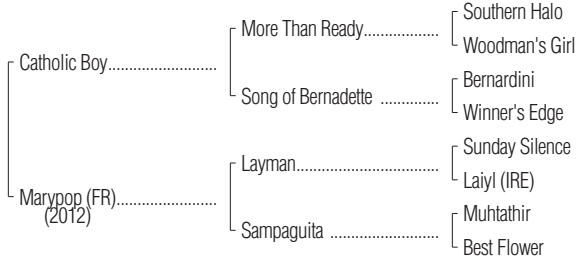 Southern Halo
More Than Ready..................
Woodman's Girl
Catholic Boy..........................
Bernardini
Song of Bernadette ..............
Winner's Edge
Sunday Silence
Layman..................................
Laiyl (IRE)
Marypop (FR)........................
(2012)
Muhtathir
Sampaguita ..........................
Best Flower